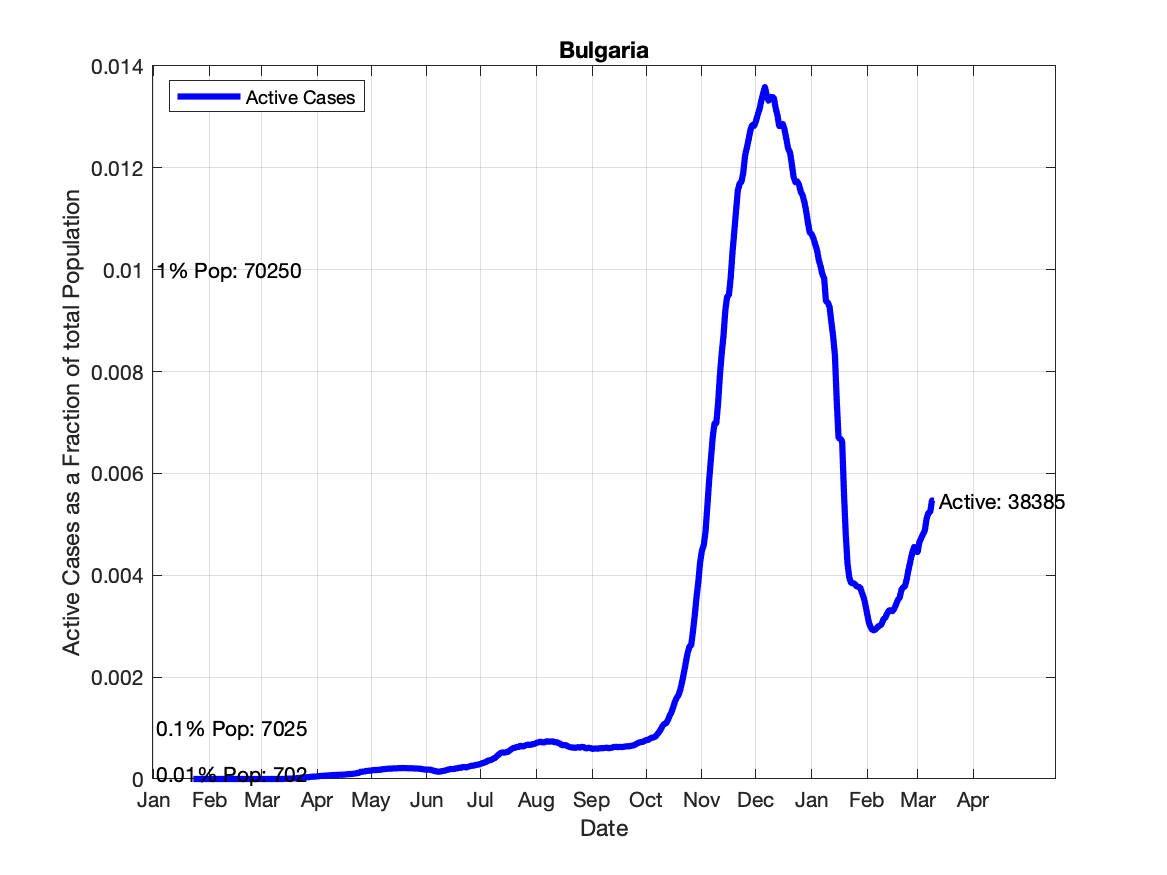 Bulgaria
Active Cases
0.014
0.012
0.01
0.008
0.006
0.004
0.002
0
Active Cases as a Fraction of total Population
1% Pop: 70250
0.1% Pop: 7025
0.01% Pop: 702
Active: 38385
Jan Feb Mar Apr May Jun Jul Aug Sep Oct Nov Dec Jan Feb Mar Apr
Date